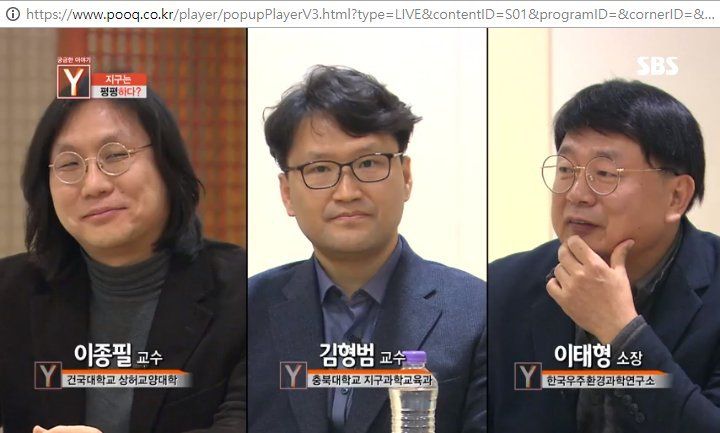 https://www.pooq.co.kr/player/popupPlayerV3.html?type=LIVE&contentID=S01&programID=&cornerID=&...
궁금한 이야기
Y
지구는
평평하다?
SBS
이종필 교수
Y 건국대학교 상허교양대학
김형범 교수
Y 충북대학교 지구과학교육과
이태형 소장
Y 한국우주환경과학연구소